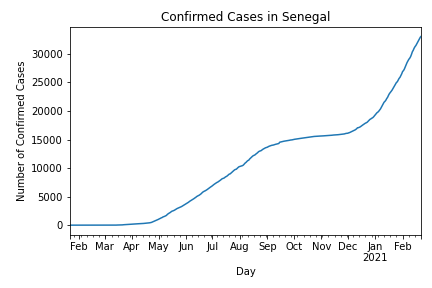 Confirmed Cases in Senegal
Number of Confirmed Cases
30000
25000
20000
15000
10000
5000
0
Feb Mar Apr May Jun Jul Aug Sep Oct Nov Dec Jan Feb
2021
Day